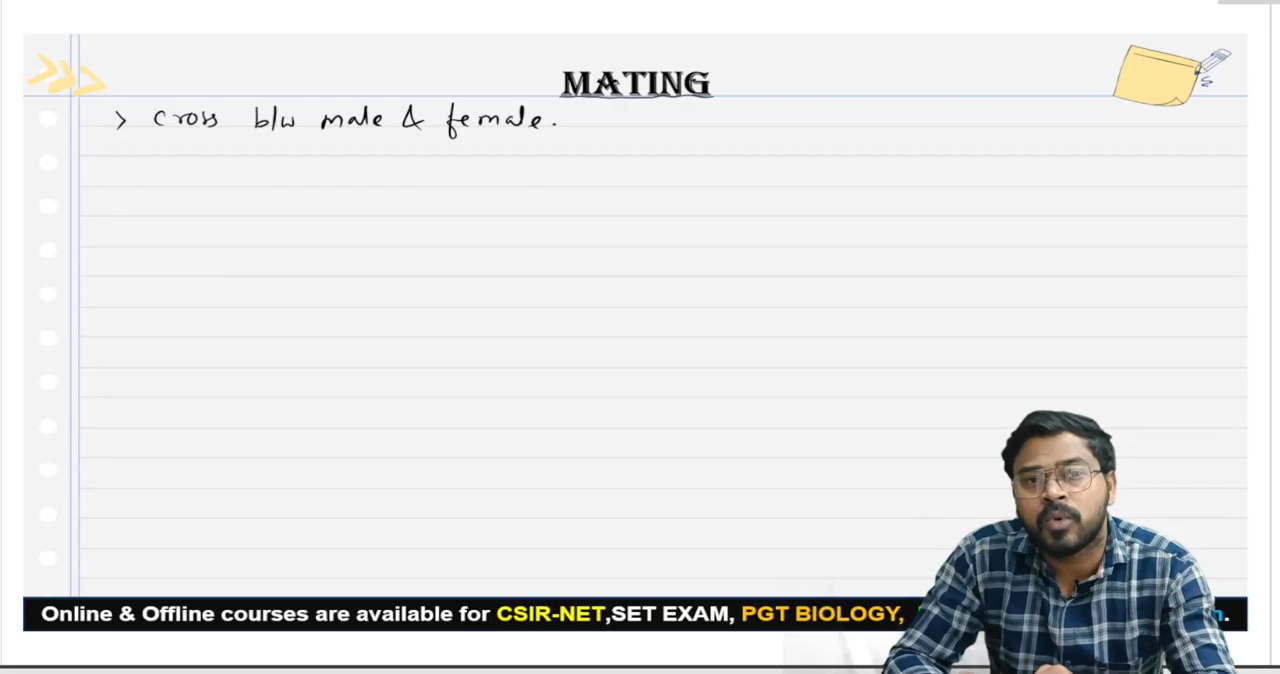 MATING
> cross b/w male & female.
Online & Offline courses are available for CSIR-NET,SET EXAM, PGT BIOLOGY,